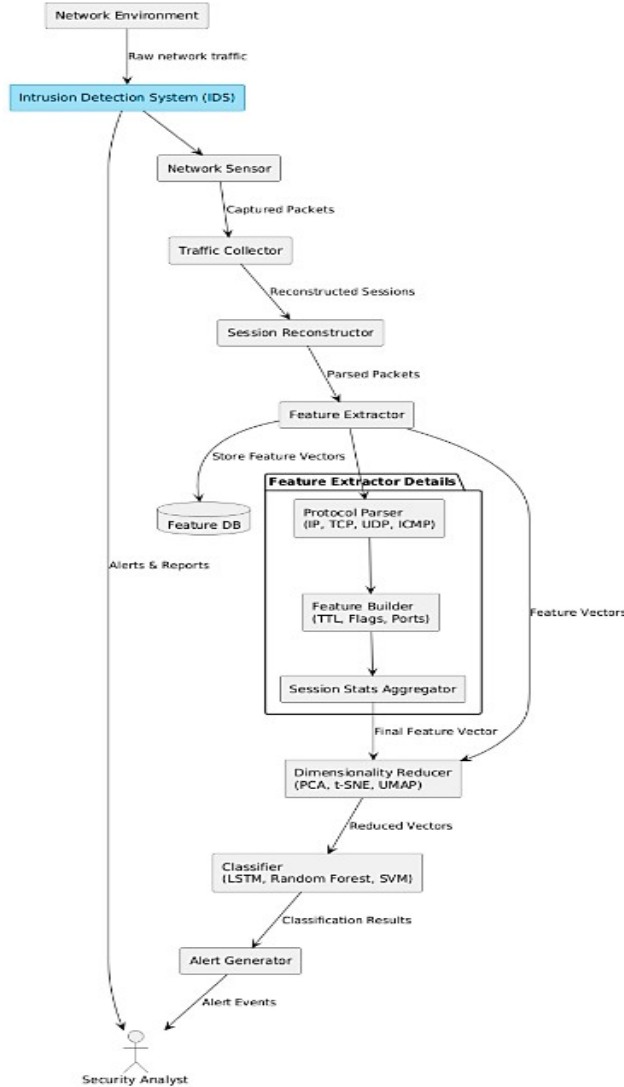 Network Environment
Raw network traffic
Intrusion Detection System (IDS)
Network Sensor
Captured Packets
Traffic Collector
Reconstructed Sessions
Session Reconstructor
Parsed Packets
Feature Extractor
Store Feature Vectors
Feature Extractor Details
Feature DB
Protocol Parser
(IP, TCP, UDP, ICMP)
Alerts & Reports
Feature Builder
(TTL, Flags, Ports)
Feature Vectors
Session Stats Aggregator
Final Feature Vector
Dimensionality Reducer
(PCA, t-SNE, UMAP)
Reduced Vectors
Classifier
(LSTM, Random Forest, SVM)
Classification Results
Alert Generator
Alert Events
Security Analyst